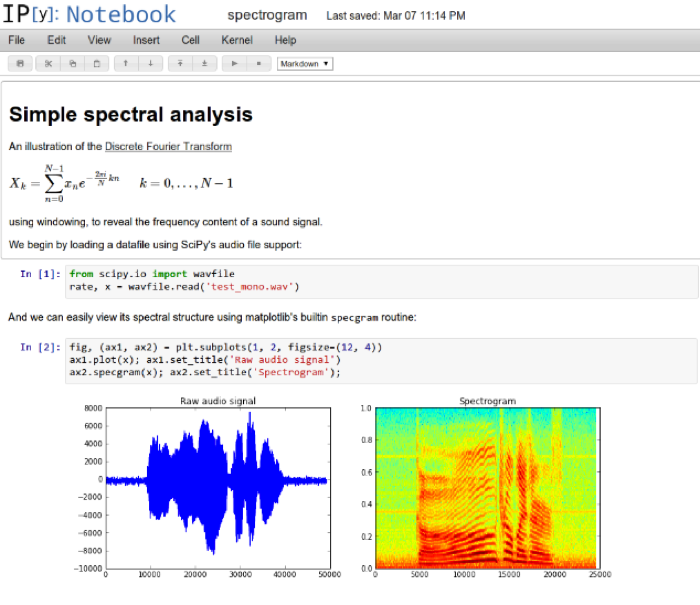 IP[y]: Notebook
spectrogram
Last saved: Mar 07 11:14 PM
File Edit View Insert Cell Kernel Help
Markdown
Simple spectral analysis
An illustration of the Discrete Fourier Transform
X_k = ∑_{n=0}^{N−1} x_n e^{−\frac{2πi}{N} kn} k = 0, . . . , N − 1
using windowing, to reveal the frequency content of a sound signal.
We begin by loading a datafile using SciPy's audio file support:
In [1]: from scipy.io import wavfile
rate, x = wavfile.read('test_mono.wav')
And we can easily view its spectral structure using matplotlib's builtin specgram routine:
In [2]: fig, (ax1, ax2) = plt.subplots(1, 2, figsize=(12, 4))
ax1.plot(x); ax1.set_title('Raw audio signal')
ax2.specgram(x); ax2.set_title('Spectrogram');
Raw audio signal
8000
6000
4000
2000
0
−2000
−4000
−6000
−8000
−10000
0 10000 20000 30000 40000 50000
Spectrogram
1.0
0.8
0.6
0.4
0.2
0.0
0 5000 10000 15000 20000 25000